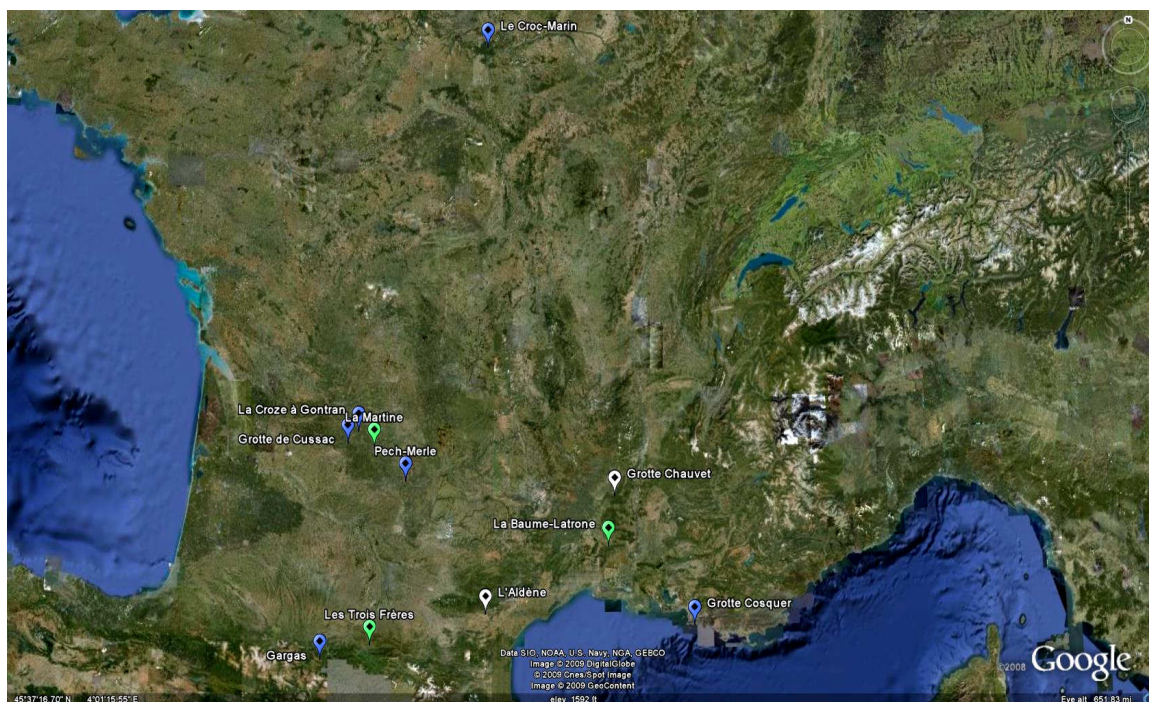 N
Le Croc-Marin
La Croze à Gontran
La Martine
Grotte de Cussac
Pech-Merle
Grotte Chauvet
La Baume-Latrone
L'Aldène
Grotte Cosquer
Les Trois Frères
Gargas
Data SIO, NOAA, U.S. Navy, NGA, GEBCO
Image © 2009 DigitalGlobe
© 2009 Cnes/Spot Image
Image © 2009 GeoContent
©2008 Google
45°37'16.70" N 4°01'15.55" E elev 1592 ft Eye alt 651.83 mi